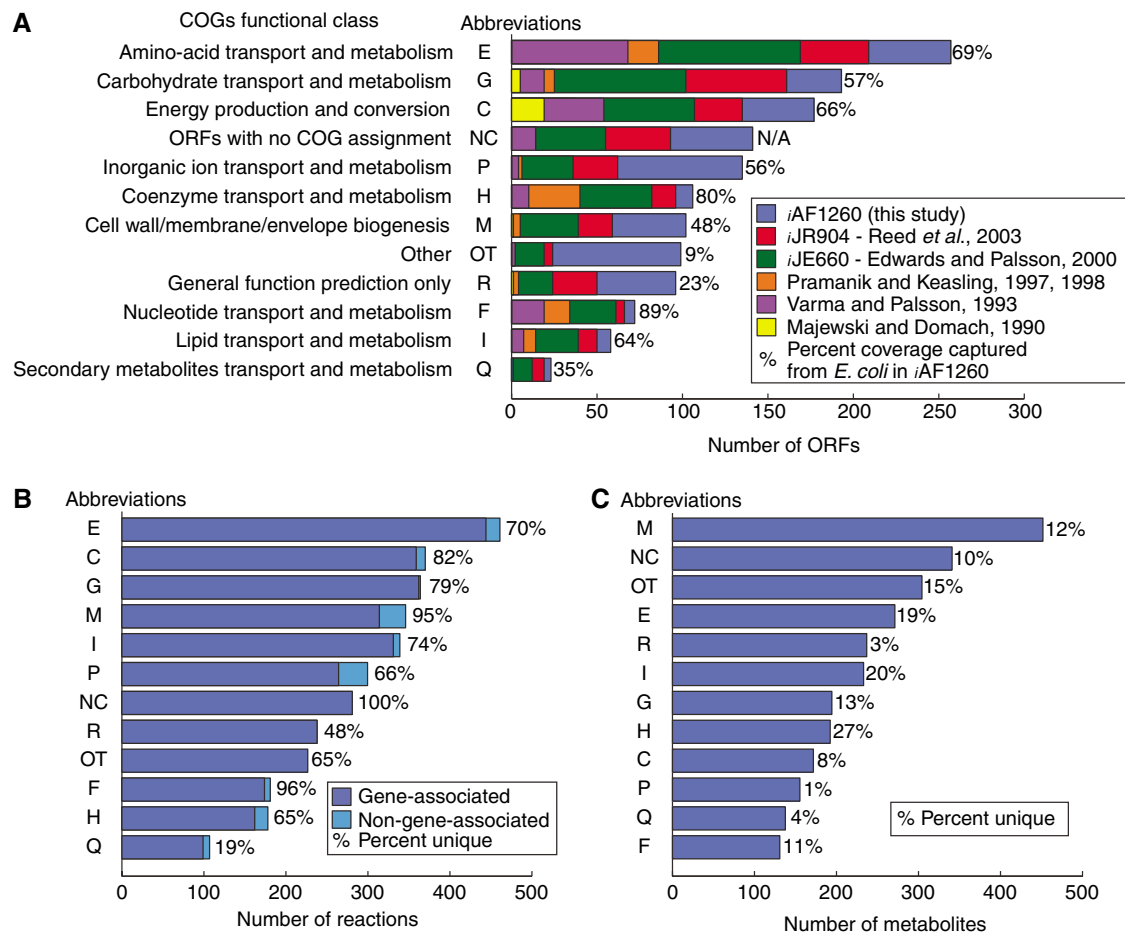 A
COGs functional class
Abbreviations
Amino-acid transport and metabolism E 69%
Carbohydrate transport and metabolism G 57%
Energy production and conversion C 66%
ORFs with no COG assignment NC N/A
Inorganic ion transport and metabolism P 56%
Coenzyme transport and metabolism H 80%
Cell wall/membrane/envelope biogenesis M 48%
Other OT 9%
General function prediction only R 23%
Nucleotide transport and metabolism F 89%
Lipid transport and metabolism I 64%
Secondary metabolites transport and metabolism Q 35%
iAF1260 (this study)
iJR904 - Reed et al., 2003
iJE660 - Edwards and Palsson, 2000
Pramanik and Keasling, 1997, 1998
Varma and Palsson, 1993
Majewski and Domach, 1990
% Percent coverage captured
from E. coli in iAF1260
0 50 100 150 200 250 300
Number of ORFs
B
Abbreviations
E 70%
C 82%
G 79%
M 95%
I 74%
P 66%
NC 100%
R 48%
OT 65%
F 96%
H 65%
Q 19%
Gene-associated
Non-gene-associated
% Percent unique
0 100 200 300 400 500
Number of reactions
C
Abbreviations
M 12%
NC 10%
OT 15%
E 19%
R 3%
I 20%
G 13%
H 27%
C 8%
P 1%
Q 4%
F 11%
% Percent unique
0 100 200 300 400 500
Number of metabolites